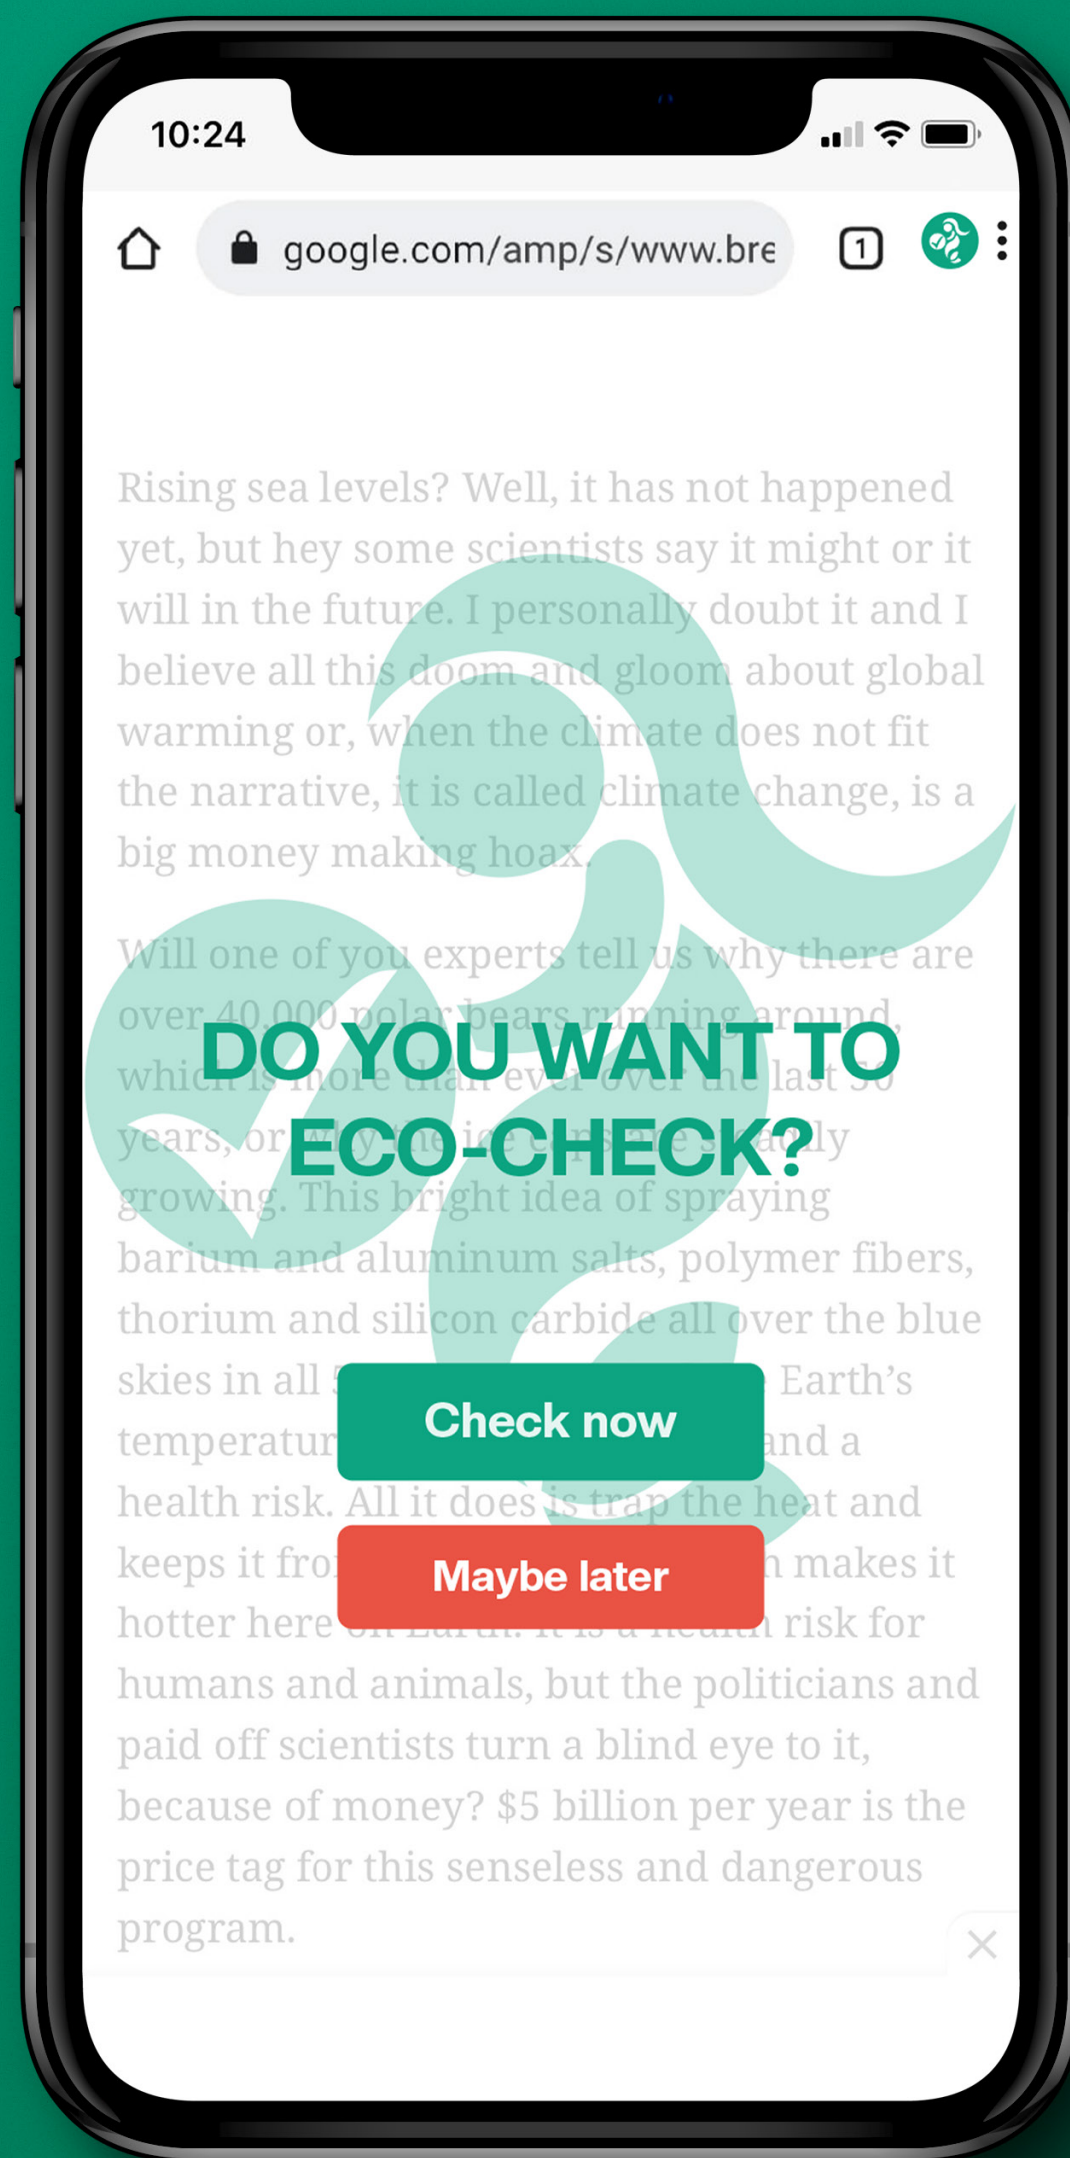 10:24
google.com/amp/s/www.bre
1
Rising sea levels? Well, it has not happened
yet, but hey some scientists say it might or it
will in the future. I personally doubt it and I
believe all this doom and gloom about global
warming or, when the climate does not fit
the narrative, it is called climate change, is a
big money making hoax.
Will one of you experts tell us why there are
over 40,000 polar bears running around,
DO YOU WANT TO
which is more than ever over the last 50
ECO-CHECK?
years, or why the ice caps are steadily
growing. This bright idea of spraying
barium and aluminum salts, polymer fibers,
thorium and silicon carbide all over the blue
skies in all Earth's
Check now
temperatur and a
health risk. All it does is trap the heat and
keeps it makes it
Maybe later
hotter here on Earth. It is a health risk for
humans and animals, but the politicians and
paid off scientists turn a blind eye to it,
because of money? $5 billion per year is the
price tag for this senseless and dangerous
program.